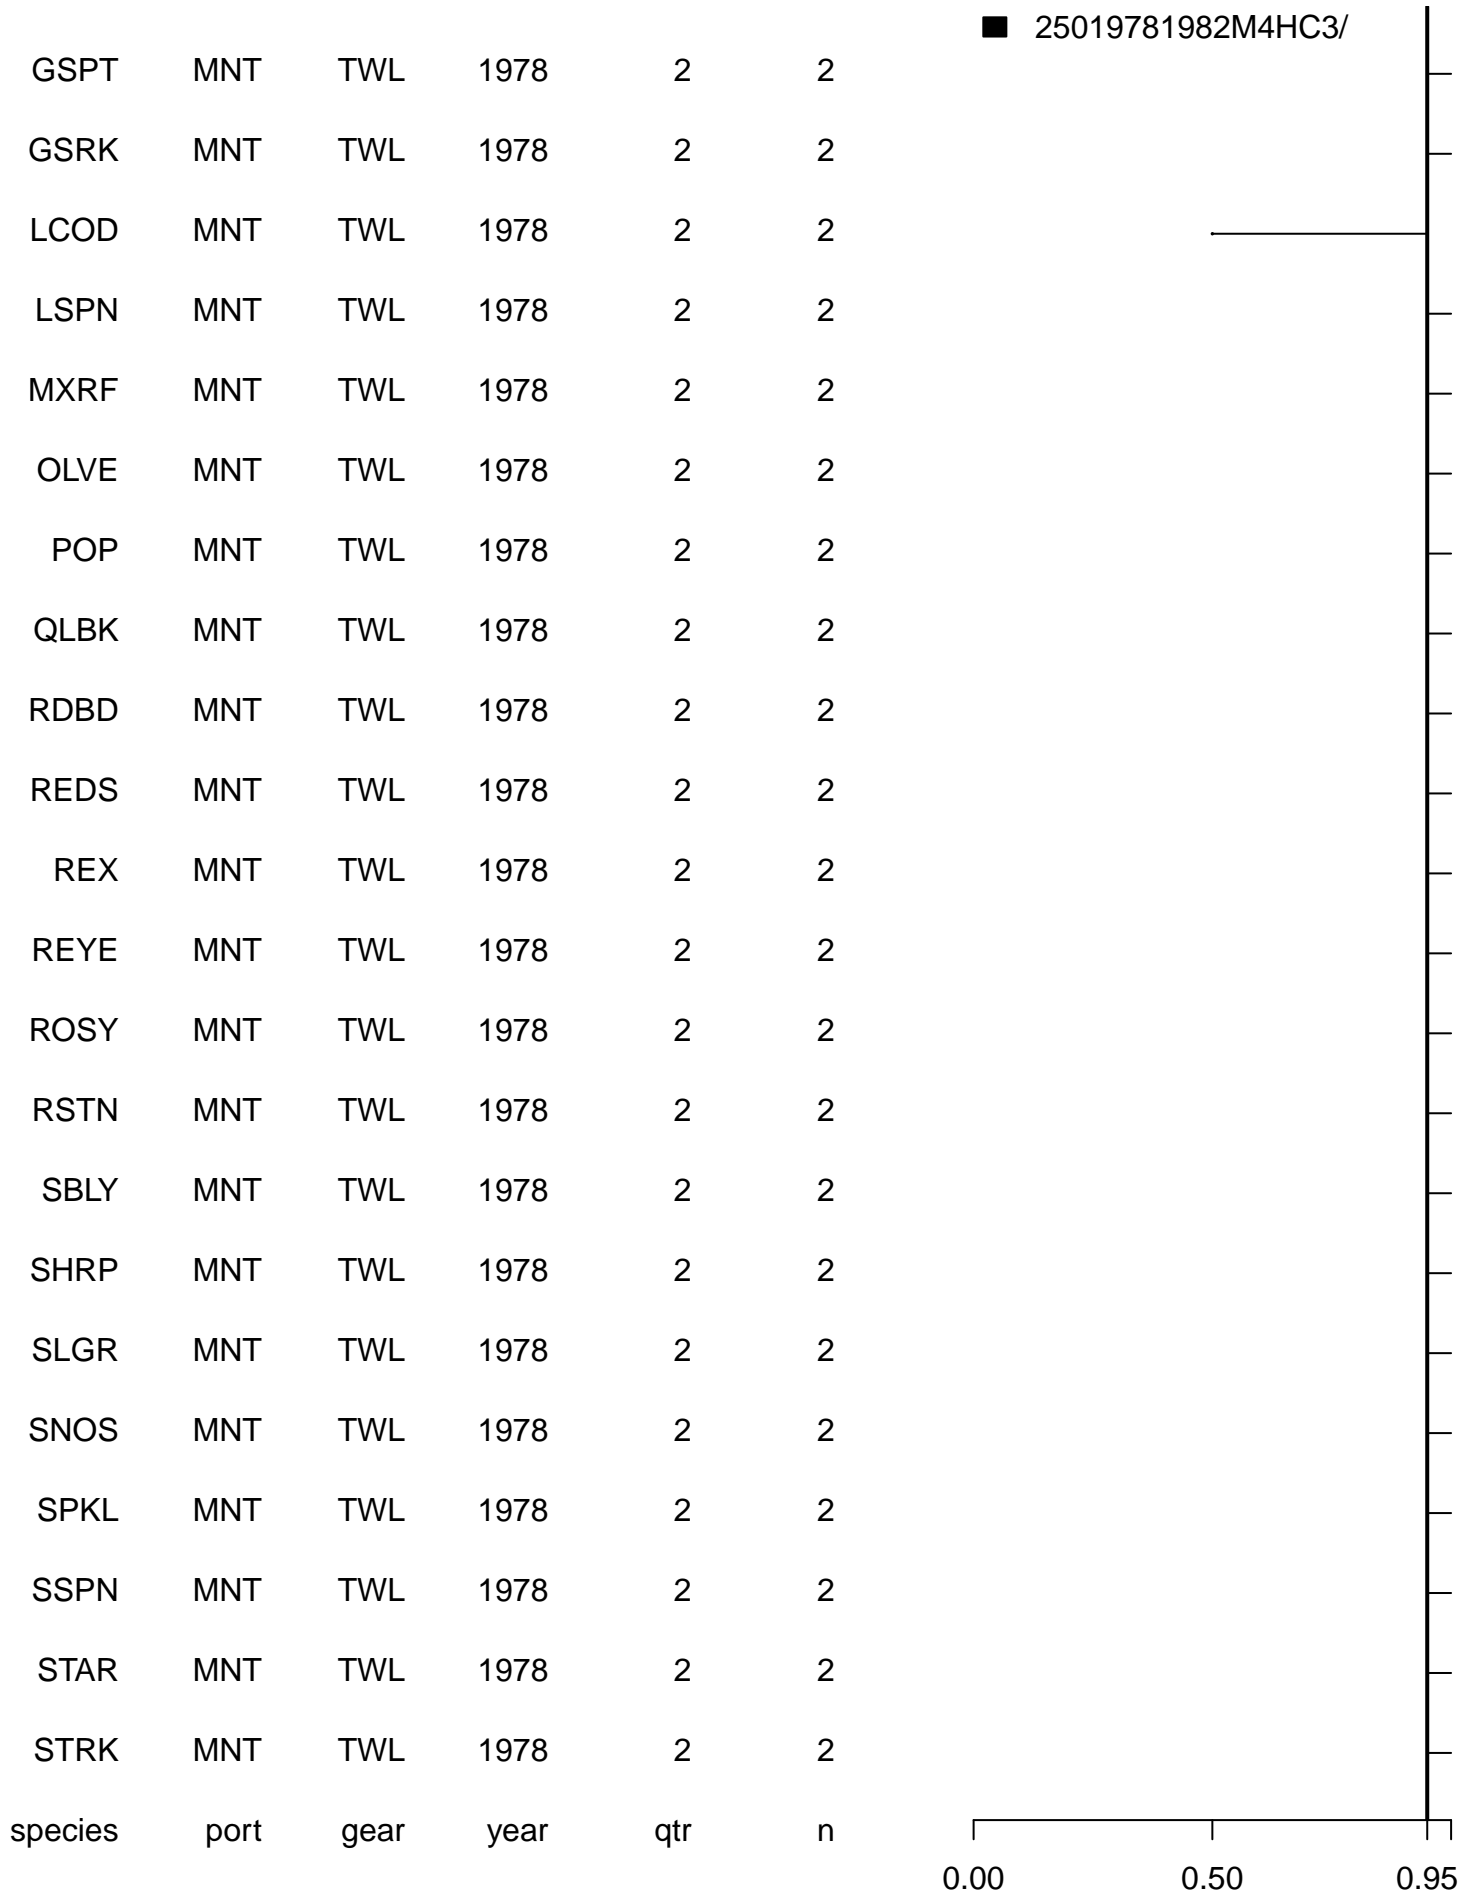 25019781982M4HC3/
GSPT MNT TWL 1978 2 2
GSRK MNT TWL 1978 2 2
LCOD MNT TWL 1978 2 2
LSPN MNT TWL 1978 2 2
MXRF MNT TWL 1978 2 2
OLVE MNT TWL 1978 2 2
POP MNT TWL 1978 2 2
QLBK MNT TWL 1978 2 2
RDBD MNT TWL 1978 2 2
REDS MNT TWL 1978 2 2
REX MNT TWL 1978 2 2
REYE MNT TWL 1978 2 2
ROSY MNT TWL 1978 2 2
RSTN MNT TWL 1978 2 2
SBLY MNT TWL 1978 2 2
SHRP MNT TWL 1978 2 2
SLGR MNT TWL 1978 2 2
SNOS MNT TWL 1978 2 2
SPKL MNT TWL 1978 2 2
SSPN MNT TWL 1978 2 2
STAR MNT TWL 1978 2 2
STRK MNT TWL 1978 2 2
species port gear year qtr n
0.00 0.50 0.95